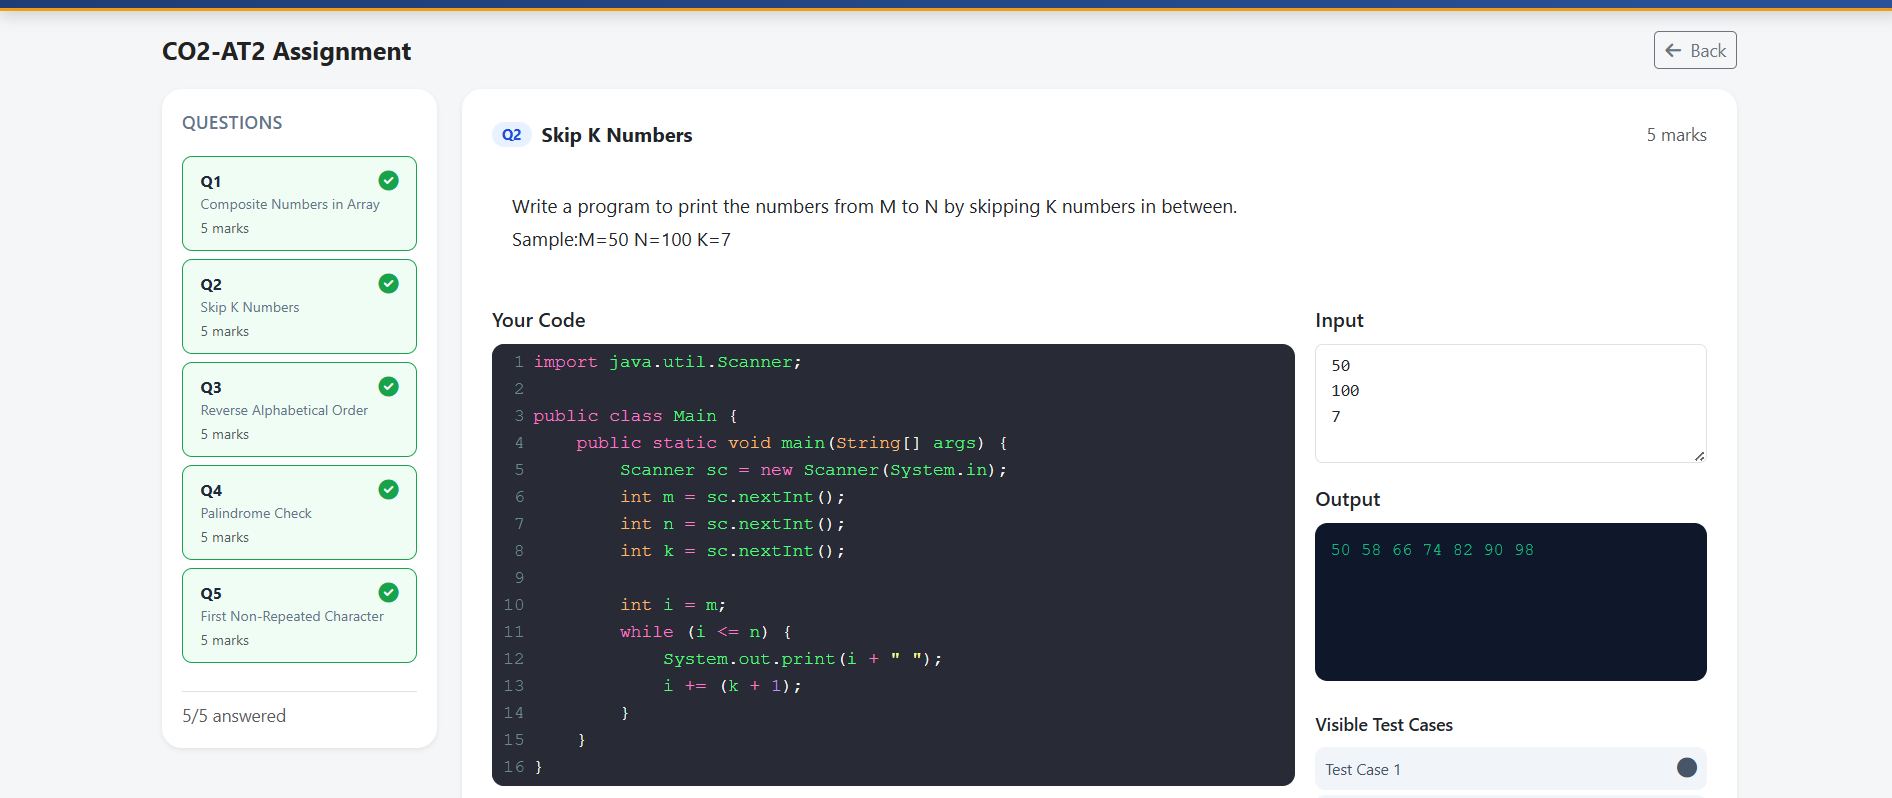 CO2-AT2 Assignment
Back
QUESTIONS
Q1
Composite Numbers in Array
5 marks
Q2
Skip K Numbers
5 marks
Q3
Reverse Alphabetical Order
5 marks
Q4
Palindrome Check
5 marks
Q5
First Non-Repeated Character
5 marks
5/5 answered
Q2 Skip K Numbers
5 marks
Write a program to print the numbers from M to N by skipping K numbers in between.
Sample:M=50 N=100 K=7
Your Code
1 import java.util.Scanner;
2
3 public class Main {
4     public static void main(String[] args) {
5         Scanner sc = new Scanner(System.in);
6         int m = sc.nextInt();
7         int n = sc.nextInt();
8         int k = sc.nextInt();
9
10         int i = m;
11         while (i <= n) {
12             System.out.print(i + " ");
13             i += (k + 1);
14         }
15     }
16 }
Input
50
100
7
Output
50 58 66 74 82 90 98
Visible Test Cases
Test Case 1